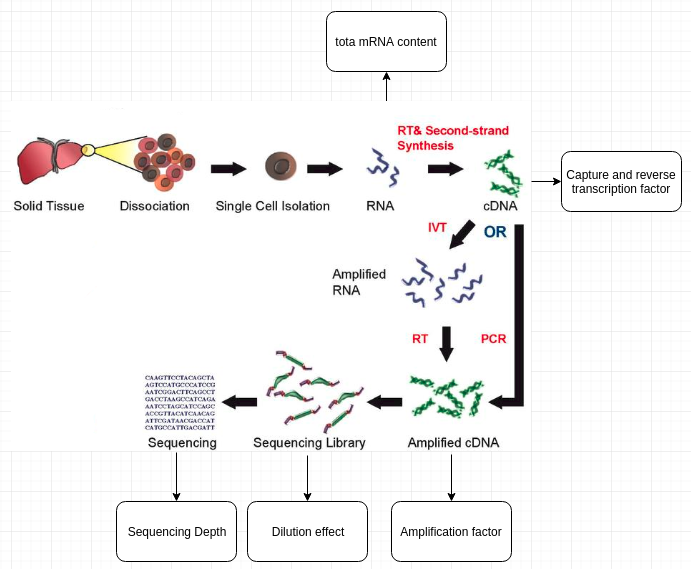 tota mRNA content
RT& Second-strand
Synthesis
Solid Tissue
Dissociation
Single Cell Isolation
RNA
cDNA
Capture and reverse
transcription factor
IVT
OR
Amplified
RNA
RT
PCR
CAAGTTCCTACAGCTA
AGTCCATGCCCATCCG
AATCGGACTTCAGCCT
GACCTAAGCCATCAGA
AATCCTAGCATCCAGC
ACCGTTACATCAACAG
ATTCGATAACGACCAT
CATGCCATTGACGATT
Sequencing
Sequencing Library
Amplified cDNA
Sequencing Depth
Dilution effect
Amplification factor